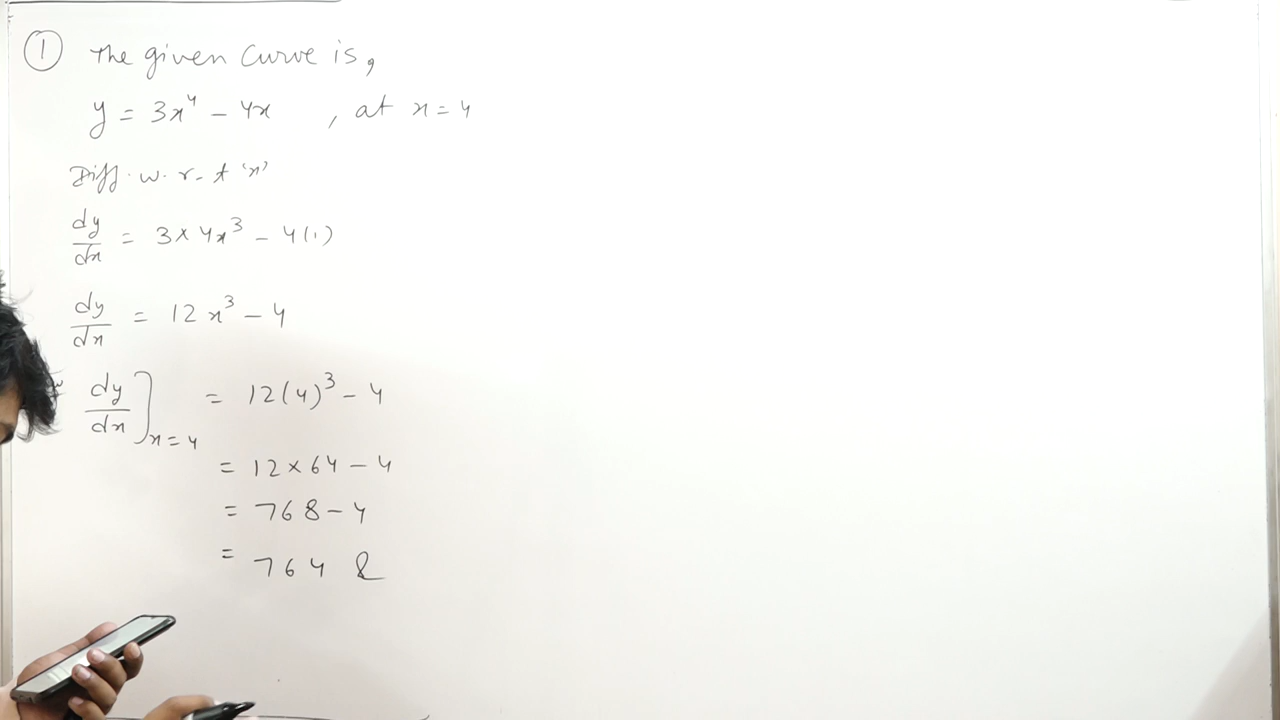 ① The given Curve is,
y = 3x⁴ - 4x , at x = 4
Diff. w. r. t 'x'
dy/dx = 3 × 4x³ - 4(1)
dy/dx = 12x³ - 4
dy/dx]ₓ₌₄ = 12(4)³ - 4
= 12 × 64 - 4
= 768 - 4
= 764